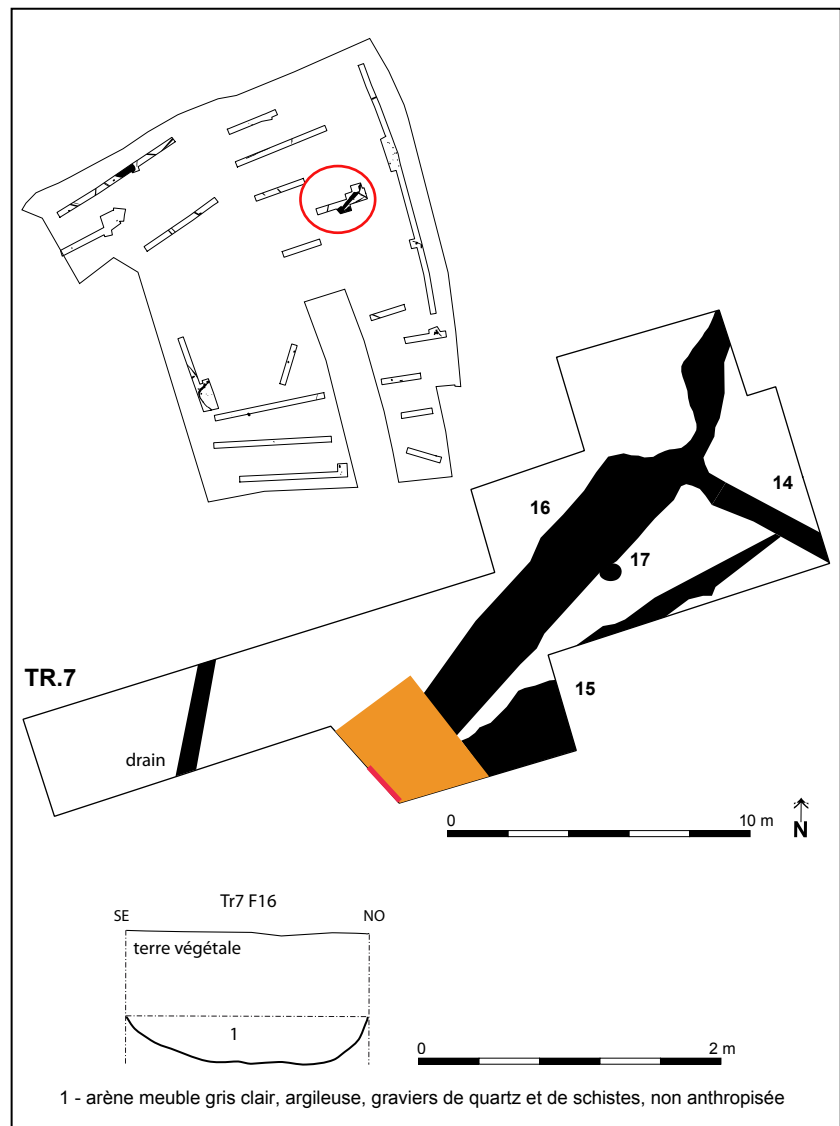 14
16
17
TR.7
15
drain
0 10 m
N
Tr7 F16
SE NO
terre végétale
1
0 2 m
1 - arène meuble gris clair, argileuse, graviers de quartz et de schistes, non anthropisée